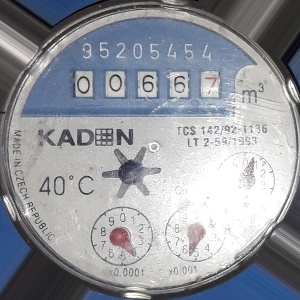 95205454
00667 m³
KADEN
TCS 142/92-1136
LT 2-59/1993
MADE IN CZECH REPUBLIC
40°C
x0,0001
x0,001